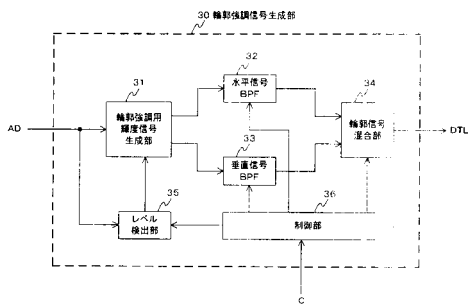 30 輪郭強調信号生成部
31
輪郭強調用
輝度信号
生成部
32
水平信号
BPF
33
垂直信号
BPF
34
輪郭信号
混合部
35
レベル
検出部
36
制御部
AD
DTL
C